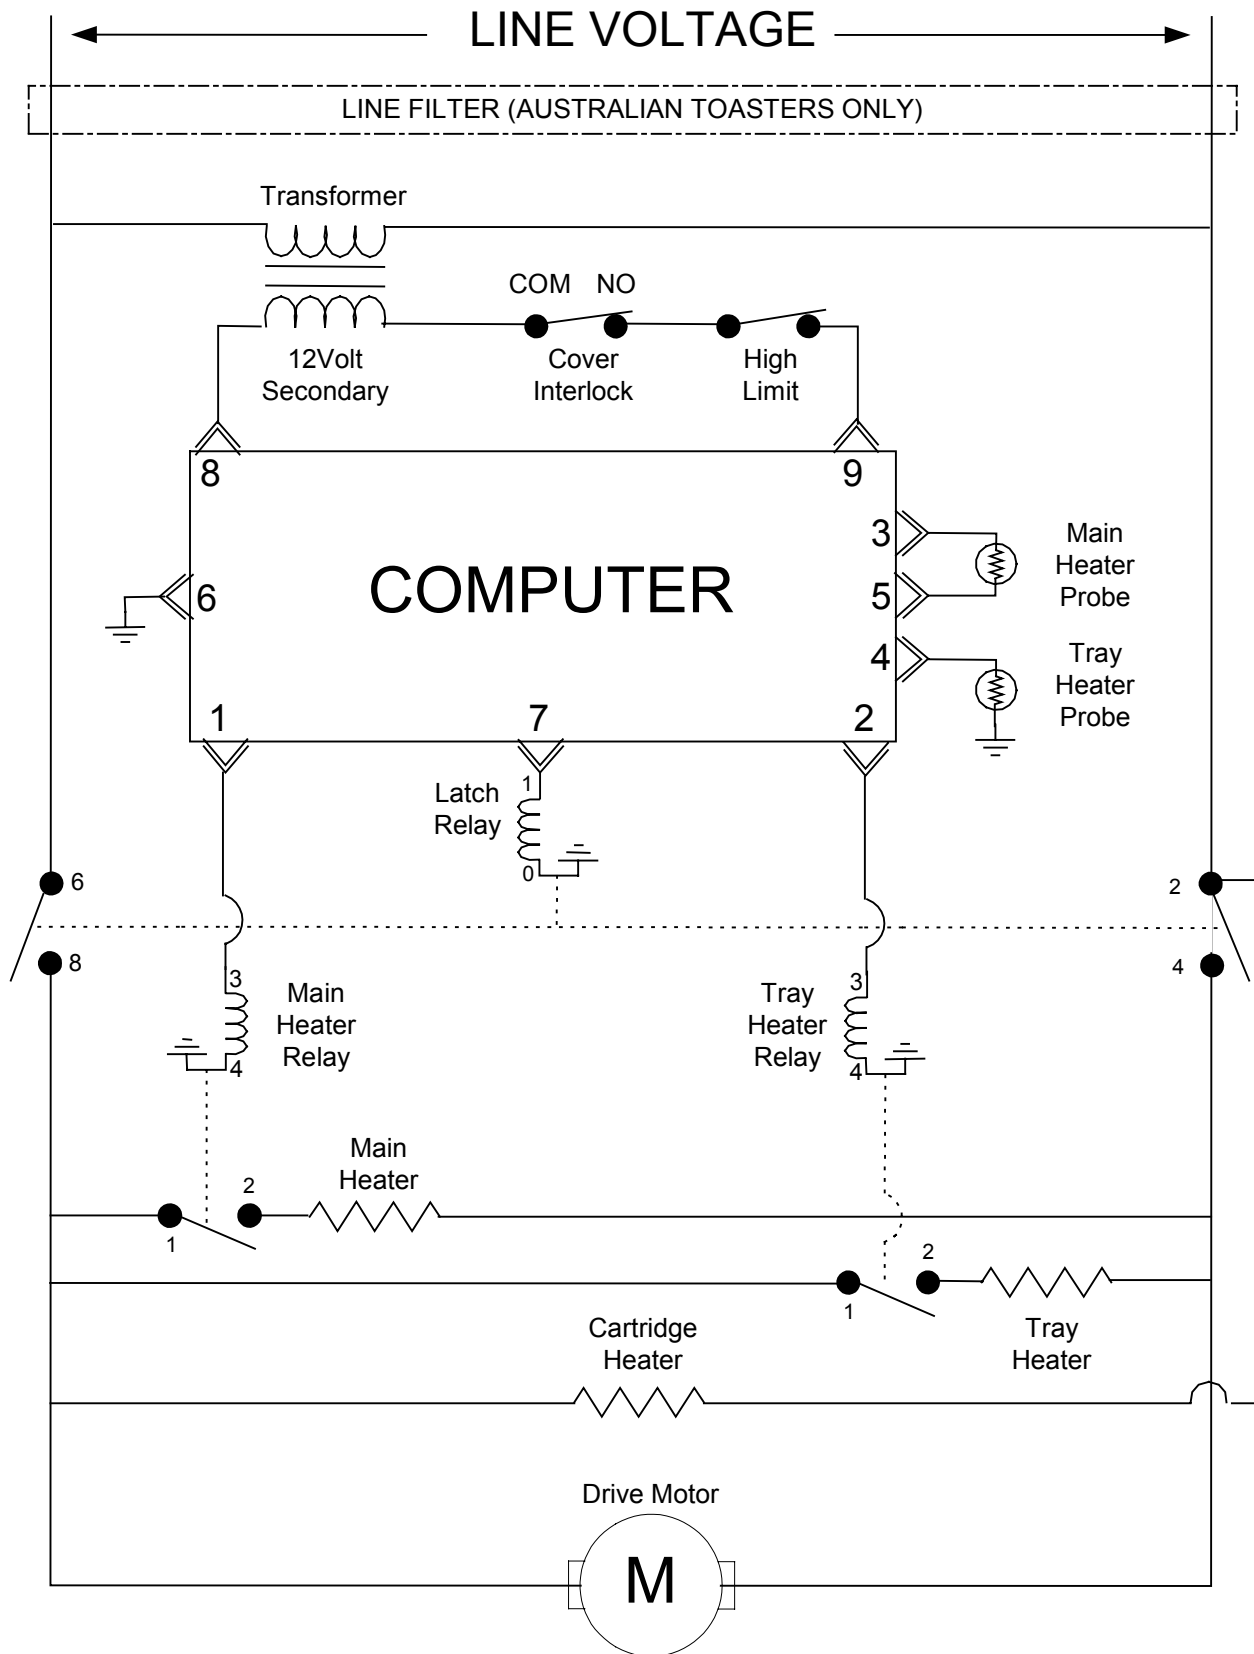 LINE VOLTAGE
LINE FILTER (AUSTRALIAN TOASTERS ONLY)
Transformer
COM NO
12Volt
Secondary
Cover
Interlock
High
Limit
8
9
3
Main
Heater
Probe
COMPUTER
6
5
4
Tray
Heater
Probe
1
7
2
Latch
Relay
1
0
6
2
8
4
3
Main
Heater
Relay
4
Tray
Heater
Relay
3
4
Main
Heater
2
1
2
1
Cartridge
Heater
Tray
Heater
Drive Motor
M